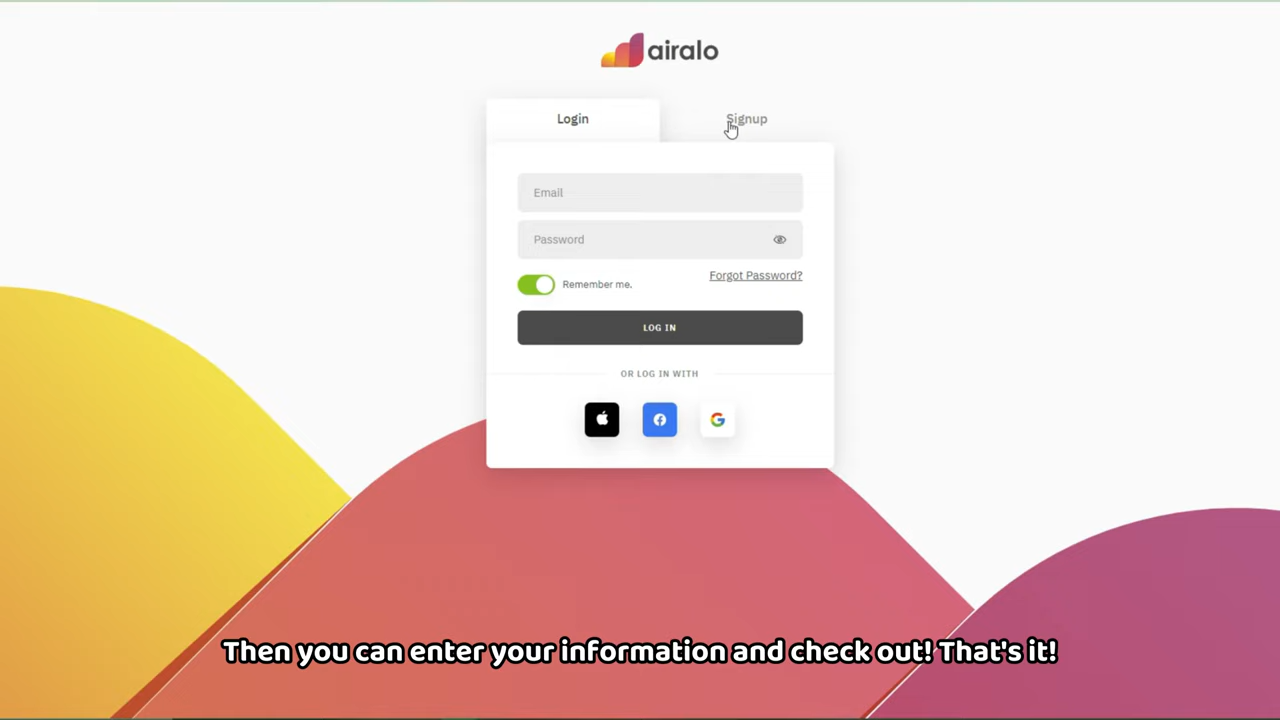 airalo
Login
Signup
Email
Password
Remember me.
Forgot Password?
LOG IN
OR LOG IN WITH
Then you can enter your information and check out! That's it!